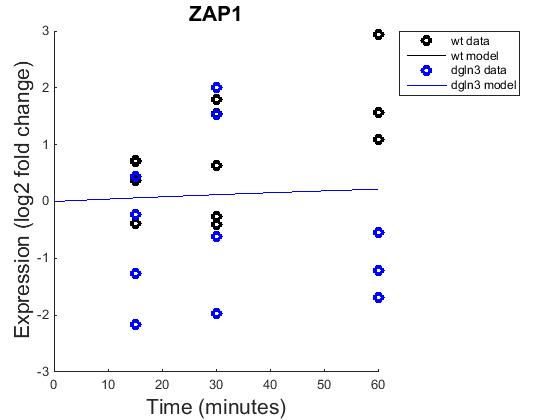 ZAP1
Expression (log2 fold change)
3
2
1
0
-1
-2
-3
0 10 20 30 40 50 60
Time (minutes)
wt data
wt model
dgln3 data
dgln3 model